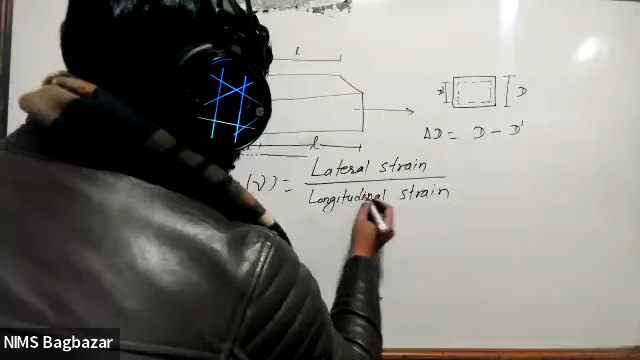 l
D' D
l
ΔD = D - D'
(ν) = Lateral strain
Longitudinal strain
NIMS Bagbazar